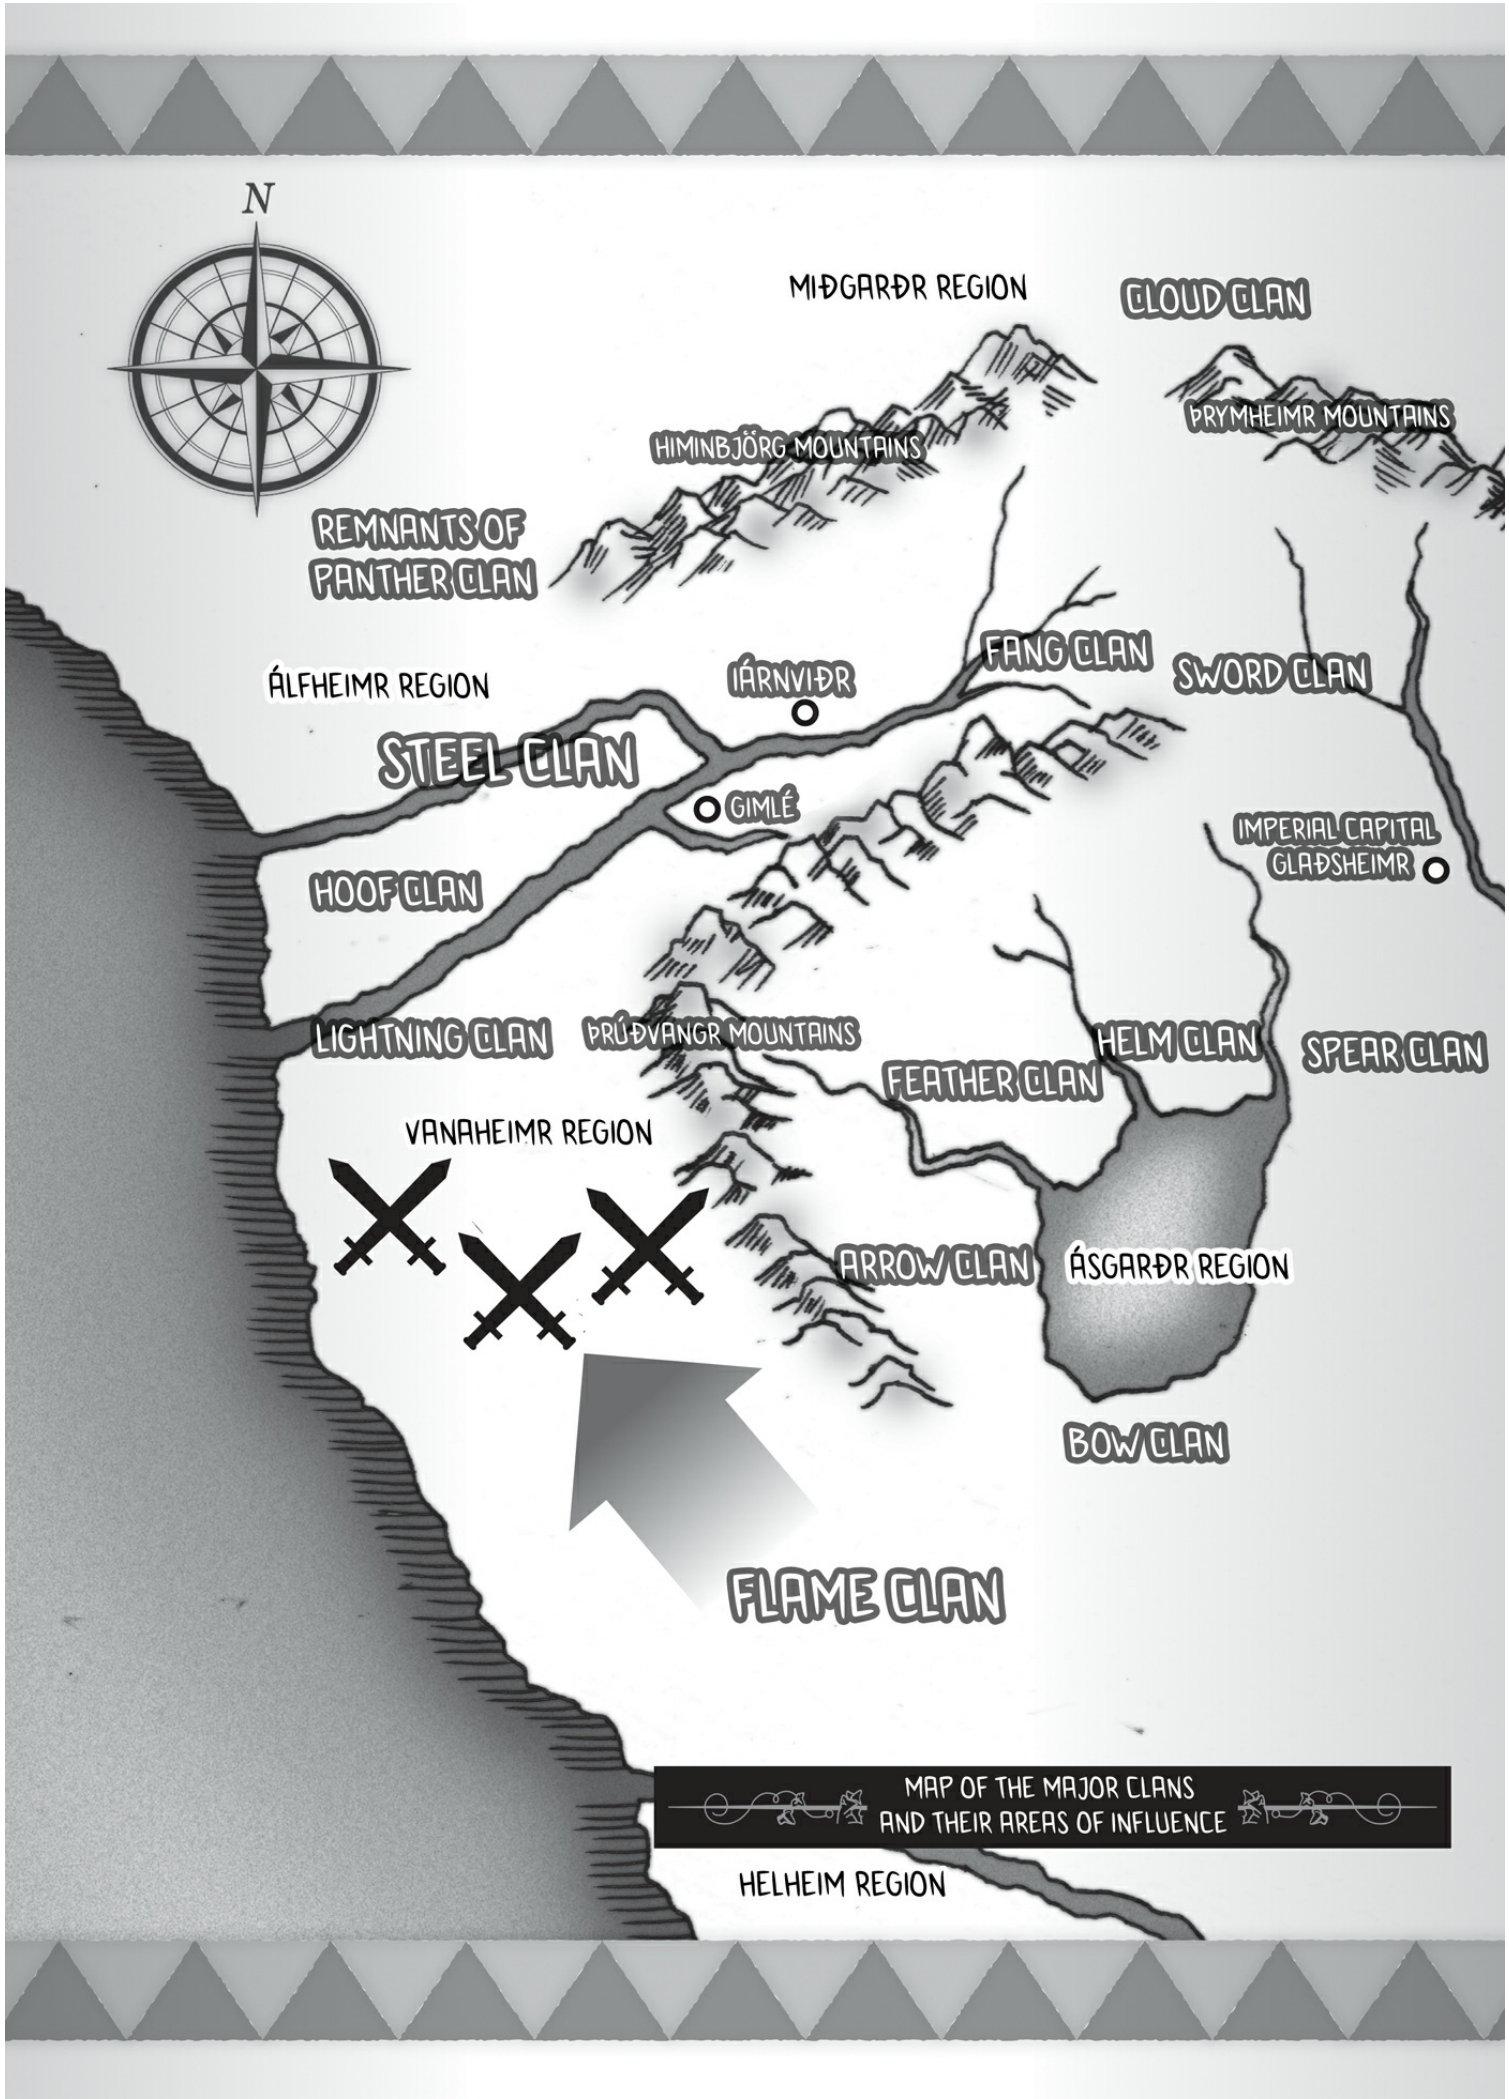 N
MIÐGARÐR REGION
CLOUD CLAN
ÞRYMHEIMR MOUNTAINS
HIMINBJÖRG MOUNTAINS
REMNANTS OF
PANTHER CLAN
ÁLFHEIMR REGION
IÁRNVIÐR
FANG CLAN
SWORD CLAN
STEEL CLAN
GIMLÉ
IMPERIAL CAPITAL
GLAÐSHEIMR
HOOF CLAN
LIGHTNING CLAN
ÞRÚÐVANGR MOUNTAINS
HELM CLAN
SPEAR CLAN
FEATHER CLAN
VANAHEIMR REGION
ARROW CLAN
ÁSGARÐR REGION
BOW CLAN
FLAME CLAN
MAP OF THE MAJOR CLANS
AND THEIR AREAS OF INFLUENCE
HELHEIM REGION